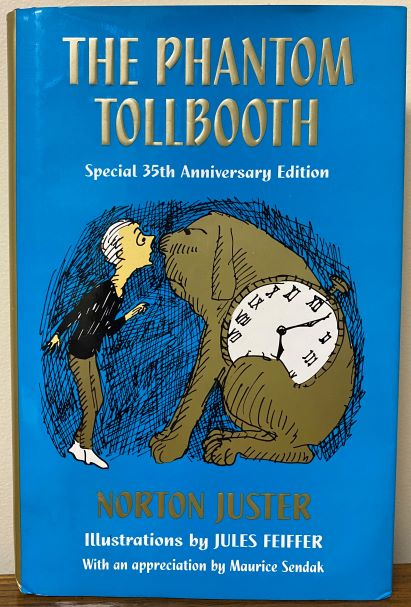 THE PHANTOM
TOLLBOOTH
Special 35th Anniversary Edition
NORTON JUSTER
Illustrations by JULES FEIFFER
With an appreciation by Maurice Sendak